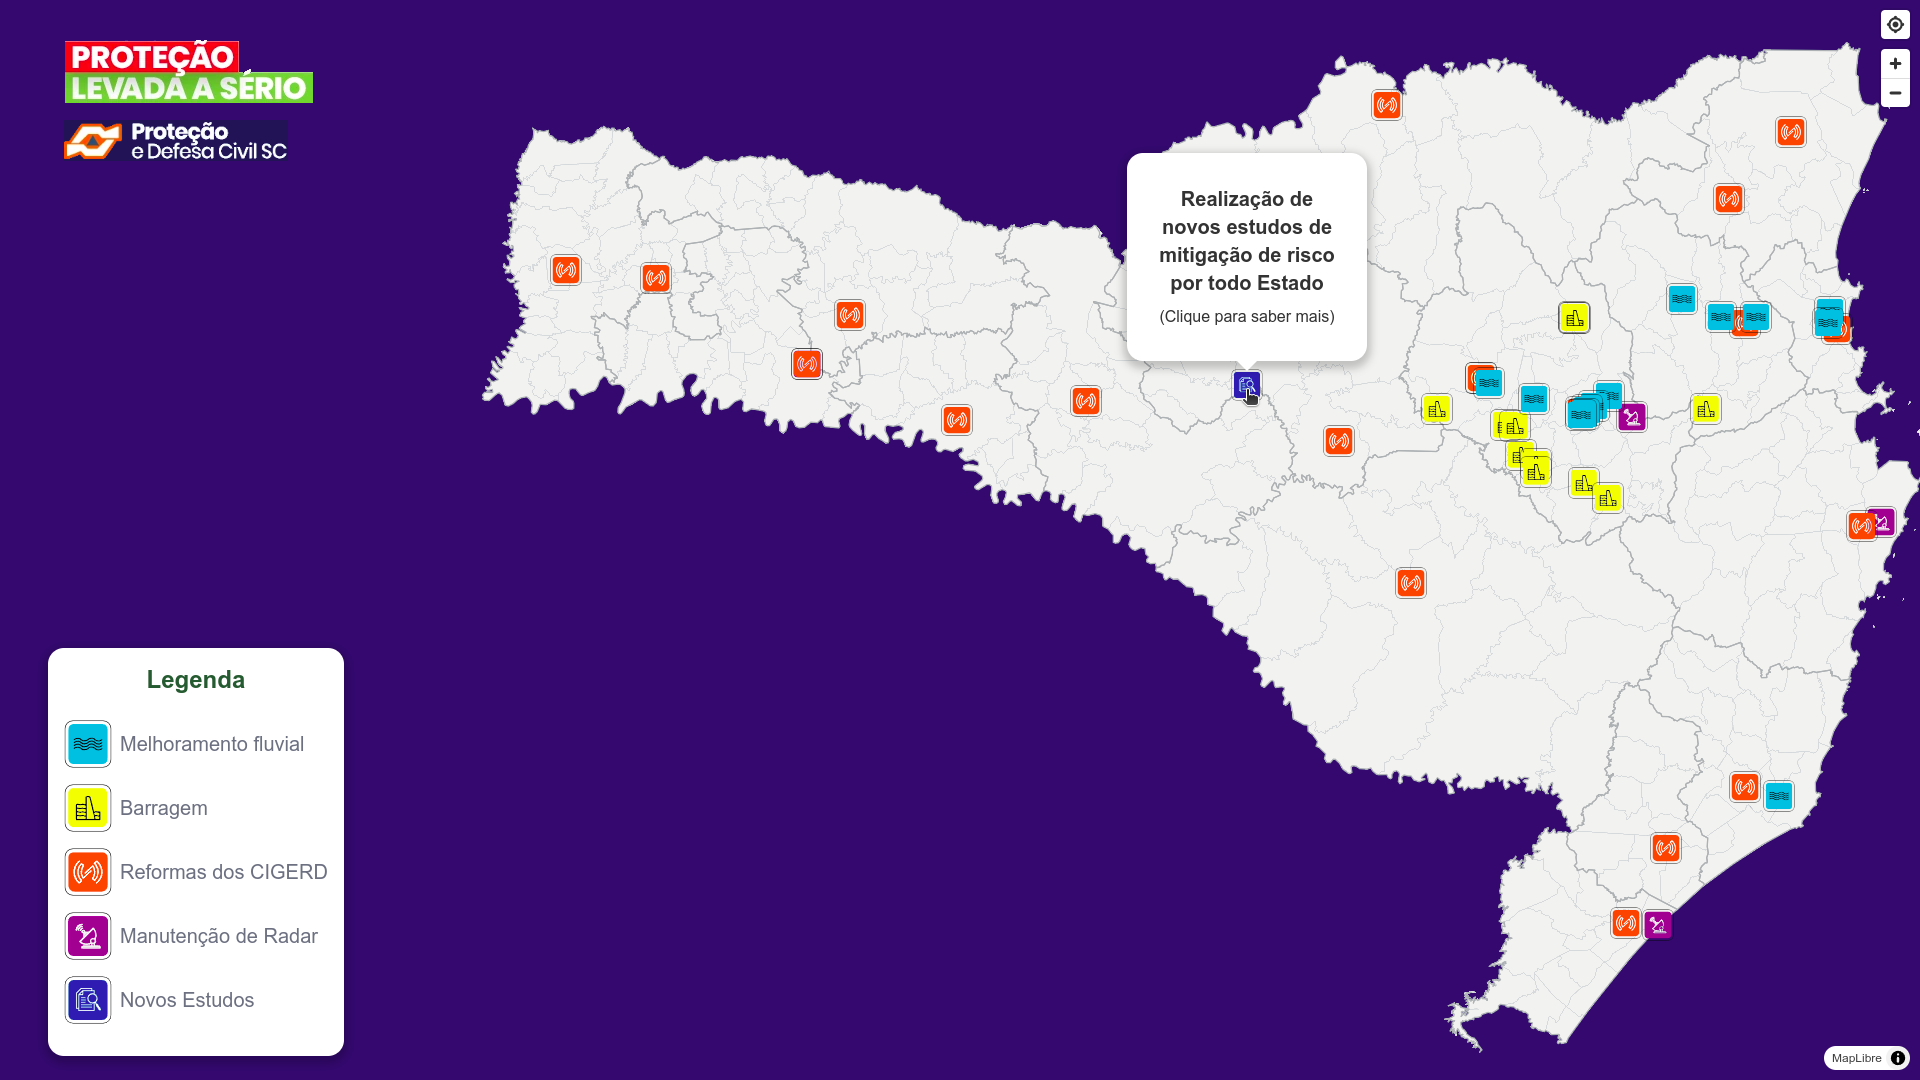 PROTEÇÃO
LEVADA A SÉRIO
Proteção
e Defesa Civil SC
Realização de
novos estudos de
mitigação de risco
por todo Estado
(Clique para saber mais)
Legenda
Melhoramento fluvial
Barragem
Reformas dos CIGERD
Manutenção de Radar
Novos Estudos
MapLibre